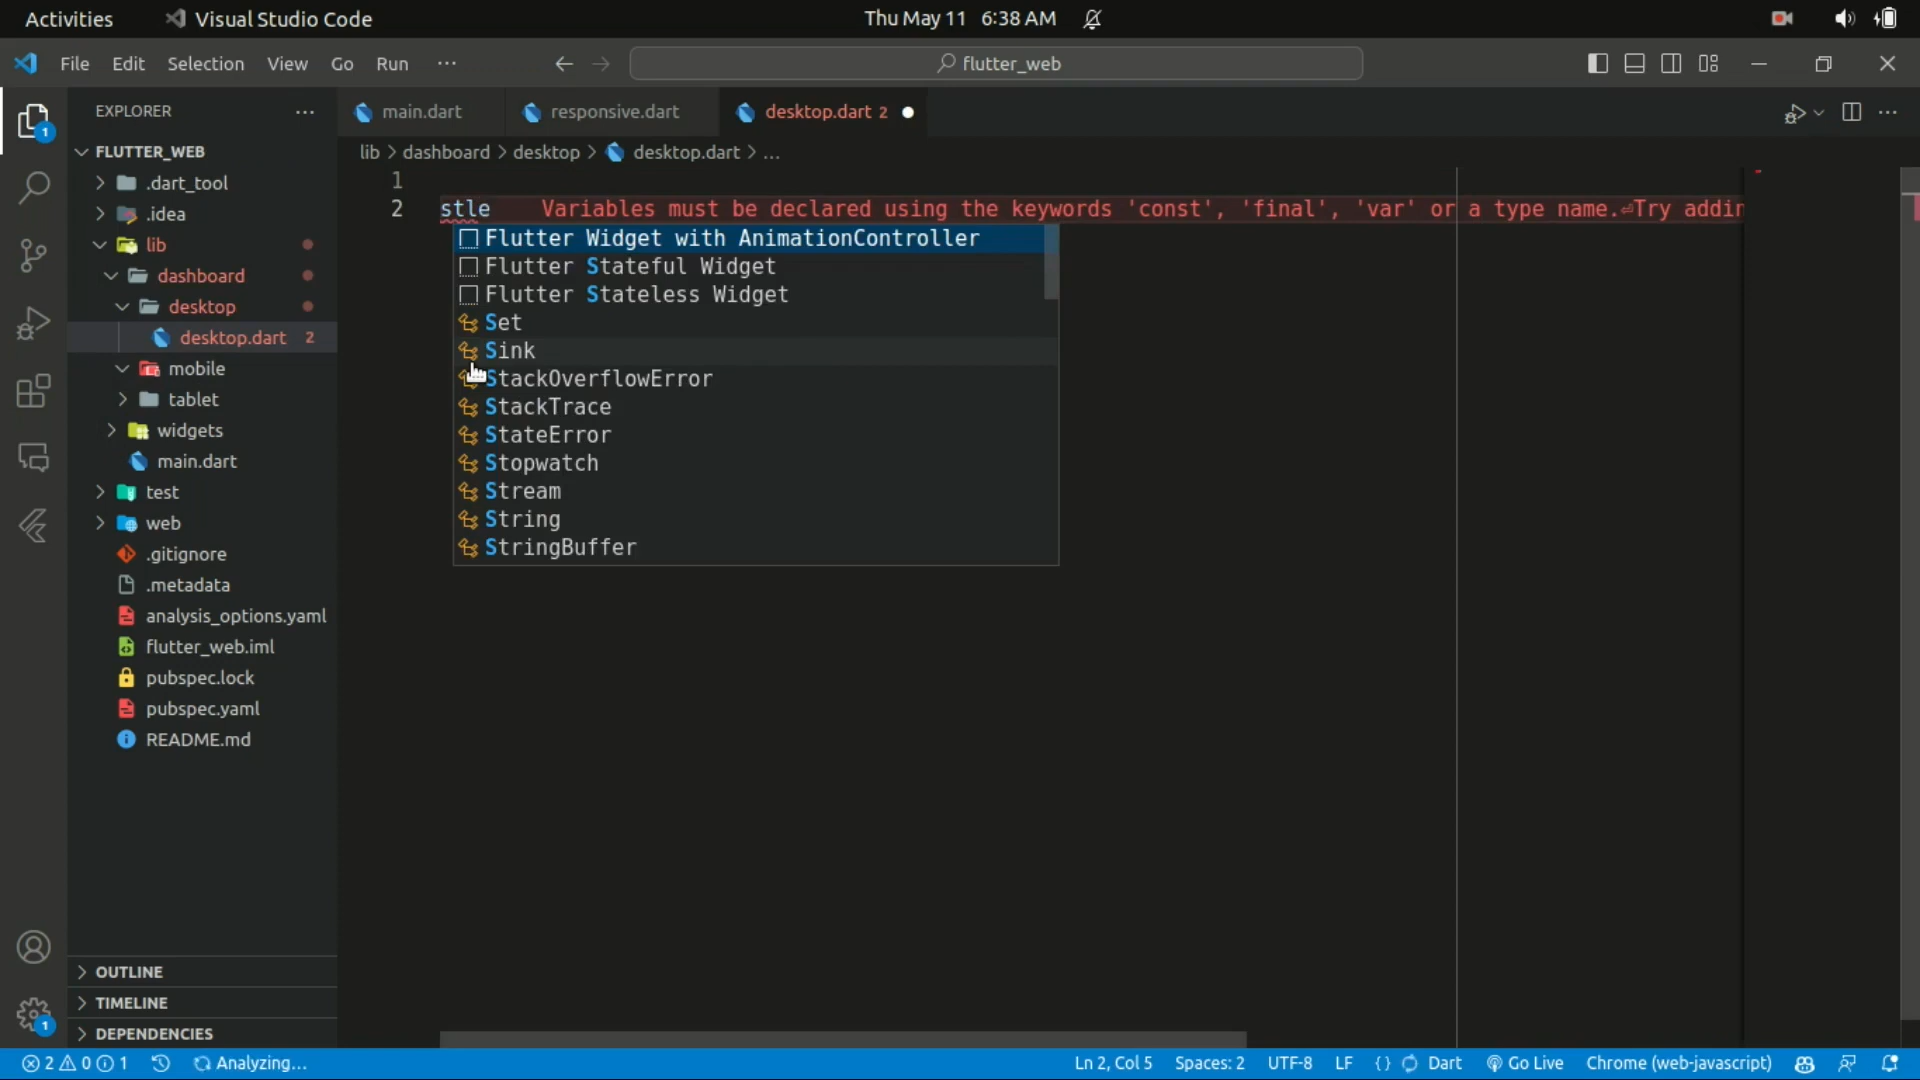 Activities Visual Studio Code Thu May 11 6:38 AM
File Edit Selection View Go Run ··· flutter_web
EXPLORER ··· main.dart responsive.dart desktop.dart 2
FLUTTER_WEB
lib > dashboard > desktop > desktop.dart > ...
.dart_tool
.idea
lib
dashboard
desktop
desktop.dart 2
mobile
tablet
widgets
main.dart
test
web
.gitignore
.metadata
analysis_options.yaml
flutter_web.iml
pubspec.lock
pubspec.yaml
README.md
OUTLINE
TIMELINE
DEPENDENCIES
1
2 stle Variables must be declared using the keywords 'const', 'final', 'var' or a type name.⏎Try addin
Flutter Widget with AnimationController
Flutter Stateful Widget
Flutter Stateless Widget
Set
Sink
StackOverflowError
StackTrace
StateError
Stopwatch
Stream
String
StringBuffer
1
1
2 0 1 Analyzing... Ln 2, Col 5 Spaces: 2 UTF-8 LF {} Dart Go Live Chrome (web-javascript)